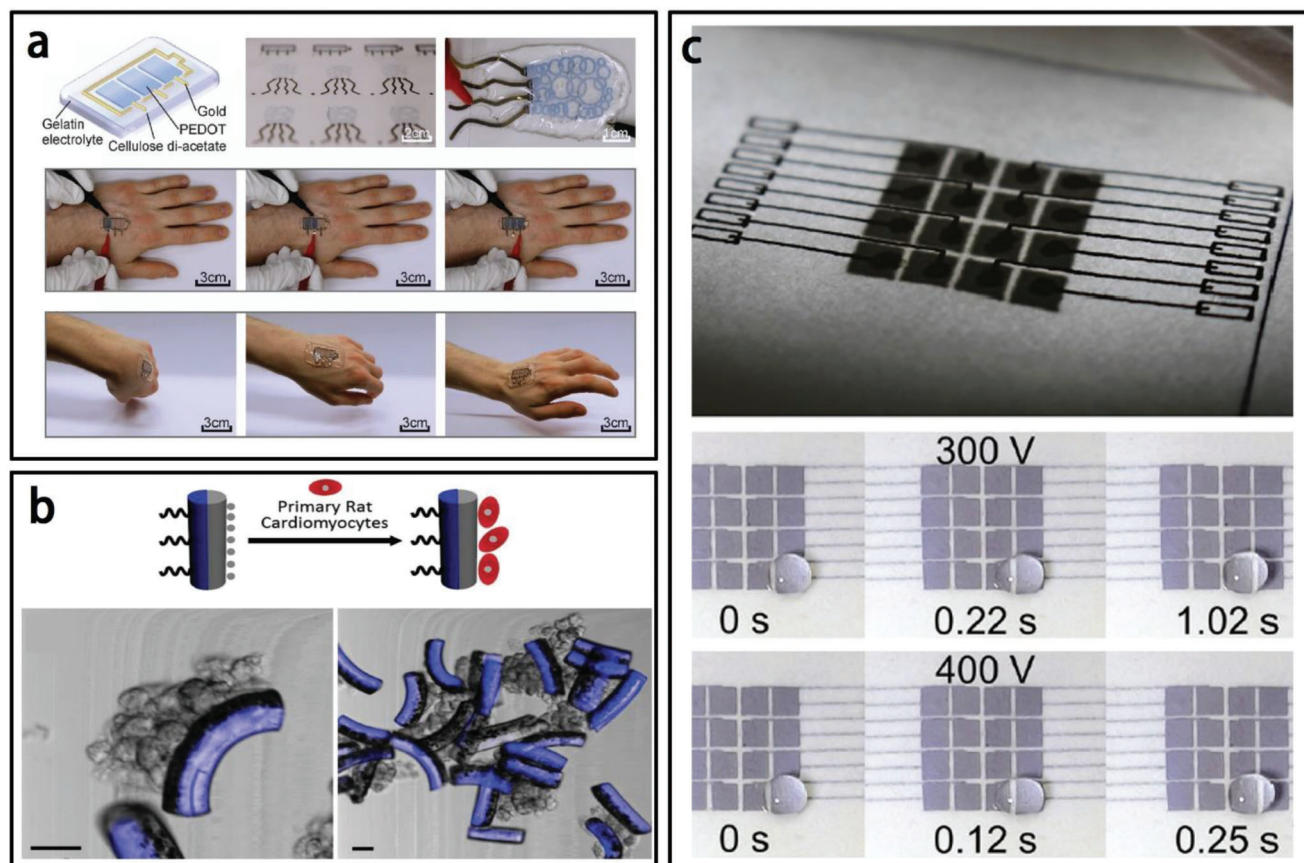 a
Gelatin
electrolyte
Gold
PEDOT
Cellulose di-acetate
2cm
1cm
3cm
3cm
3cm
3cm
3cm
3cm
b
Primary Rat
Cardiomyocytes
c
300 V
0 s
0.22 s
1.02 s
400 V
0 s
0.12 s
0.25 s